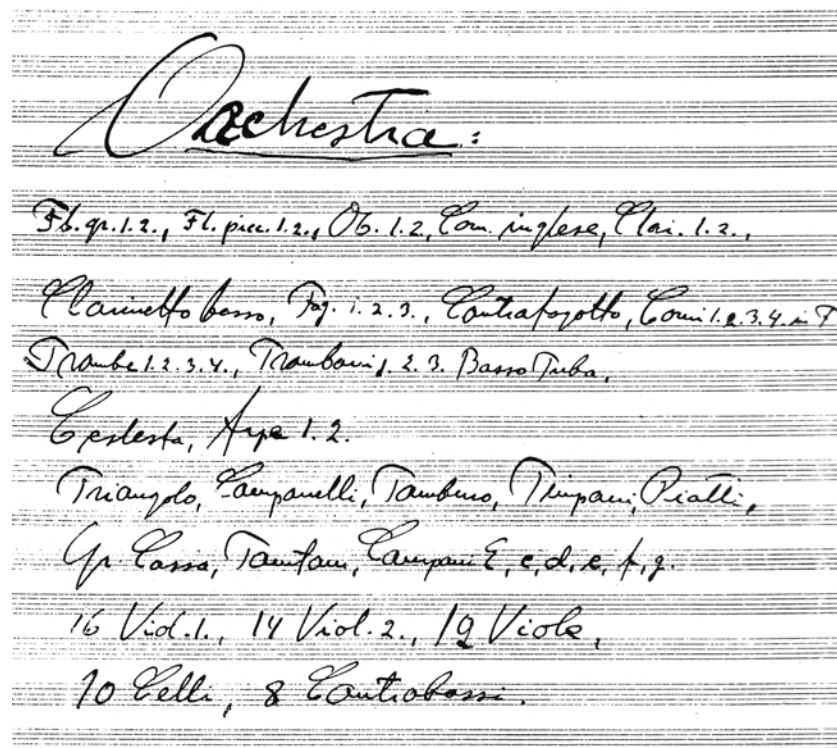 Orchestra:
Fl. gr. 1. 2., Fl. picc. 1. 2., Ob. 1. 2, Corn. inglese, Clar. 1. 2.,
Clarinetto basso, Fag. 1. 2. 3., Contrafagotto, Corni 1. 2. 3. 4. in F
Trombe 1. 2. 3. 4., Tromboni 1. 2. 3. Basso Tuba,
Celesta, Arpe 1. 2.
Triangolo, Campanelli, Tamburo, Timpani, Piatti,
Gr. Cassa, Tamtam, Campani E, c, d, e, f, g.
16 Viol. 1., 14 Viol. 2., 12 Viole,
10 Celli, 8 Contrabassi.